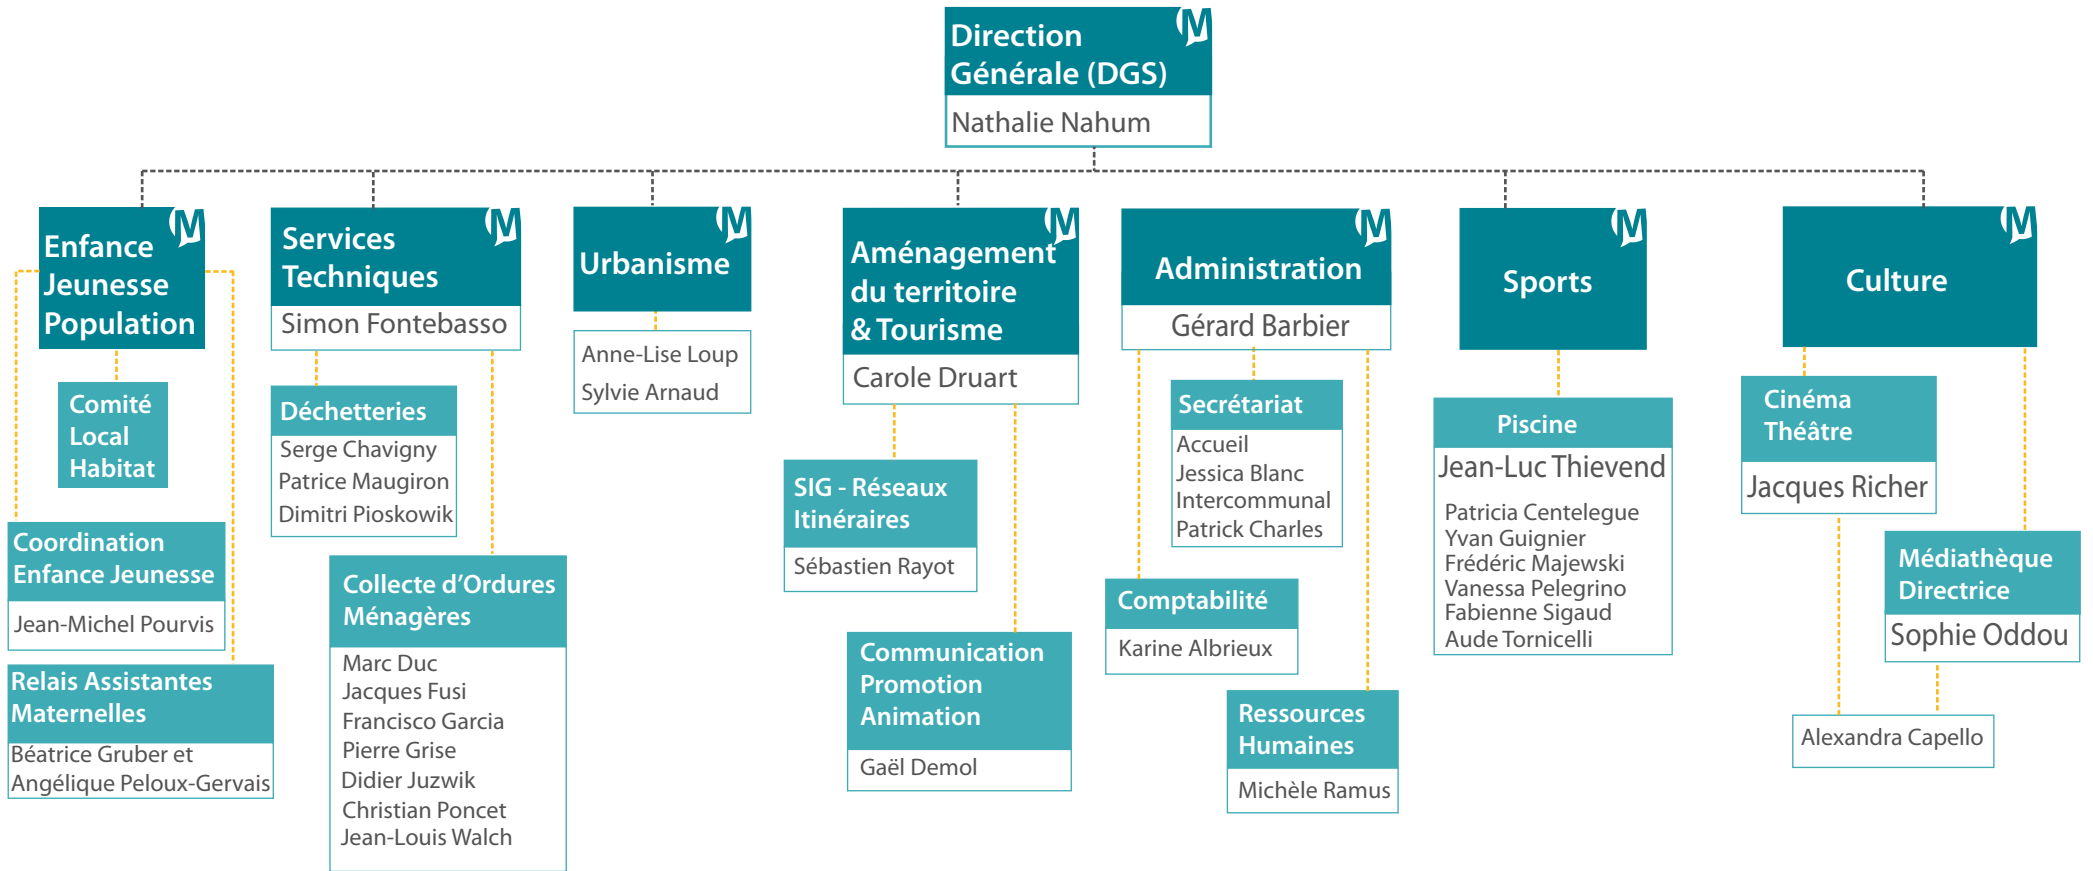 Direction
Générale (DGS)
M
Nathalie Nahum
Enfance
Jeunesse
Population
M
Comité
Local
Habitat
Coordination
Enfance Jeunesse
Jean-Michel Pourvis
Relais Assistantes
Maternelles
Béatrice Gruber et
Angélique Peloux-Gervais
Services
Techniques
M
Simon Fontebasso
Déchetteries
Serge Chavigny
Patrice Maugiron
Dimitri Pioskowik
Collecte d’Ordures
Ménagères
Marc Duc
Jacques Fusi
Francisco Garcia
Pierre Grise
Didier Juzwik
Christian Poncet
Jean-Louis Walch
Urbanisme
M
Anne-Lise Loup
Sylvie Arnaud
Aménagement
du territoire
& Tourisme
M
Carole Druart
SIG - Réseaux
Itinéraires
Sébastien Rayot
Communication
Promotion
Animation
Gaël Demol
Administration
M
Gérard Barbier
Secrétariat
Accueil
Jessica Blanc
Intercommunal
Patrick Charles
Comptabilité
Karine Albrieux
Ressources
Humaines
Michèle Ramus
Sports
M
Piscine
Jean-Luc Thievend
Patricia Centelegue
Yvan Guignier
Frédéric Majewski
Vanessa Pelegrino
Fabienne Sigaud
Aude Tornicelli
Culture
M
Cinéma
Théâtre
Jacques Richer
Médiathèque
Directrice
Sophie Oddou
Alexandra Capello